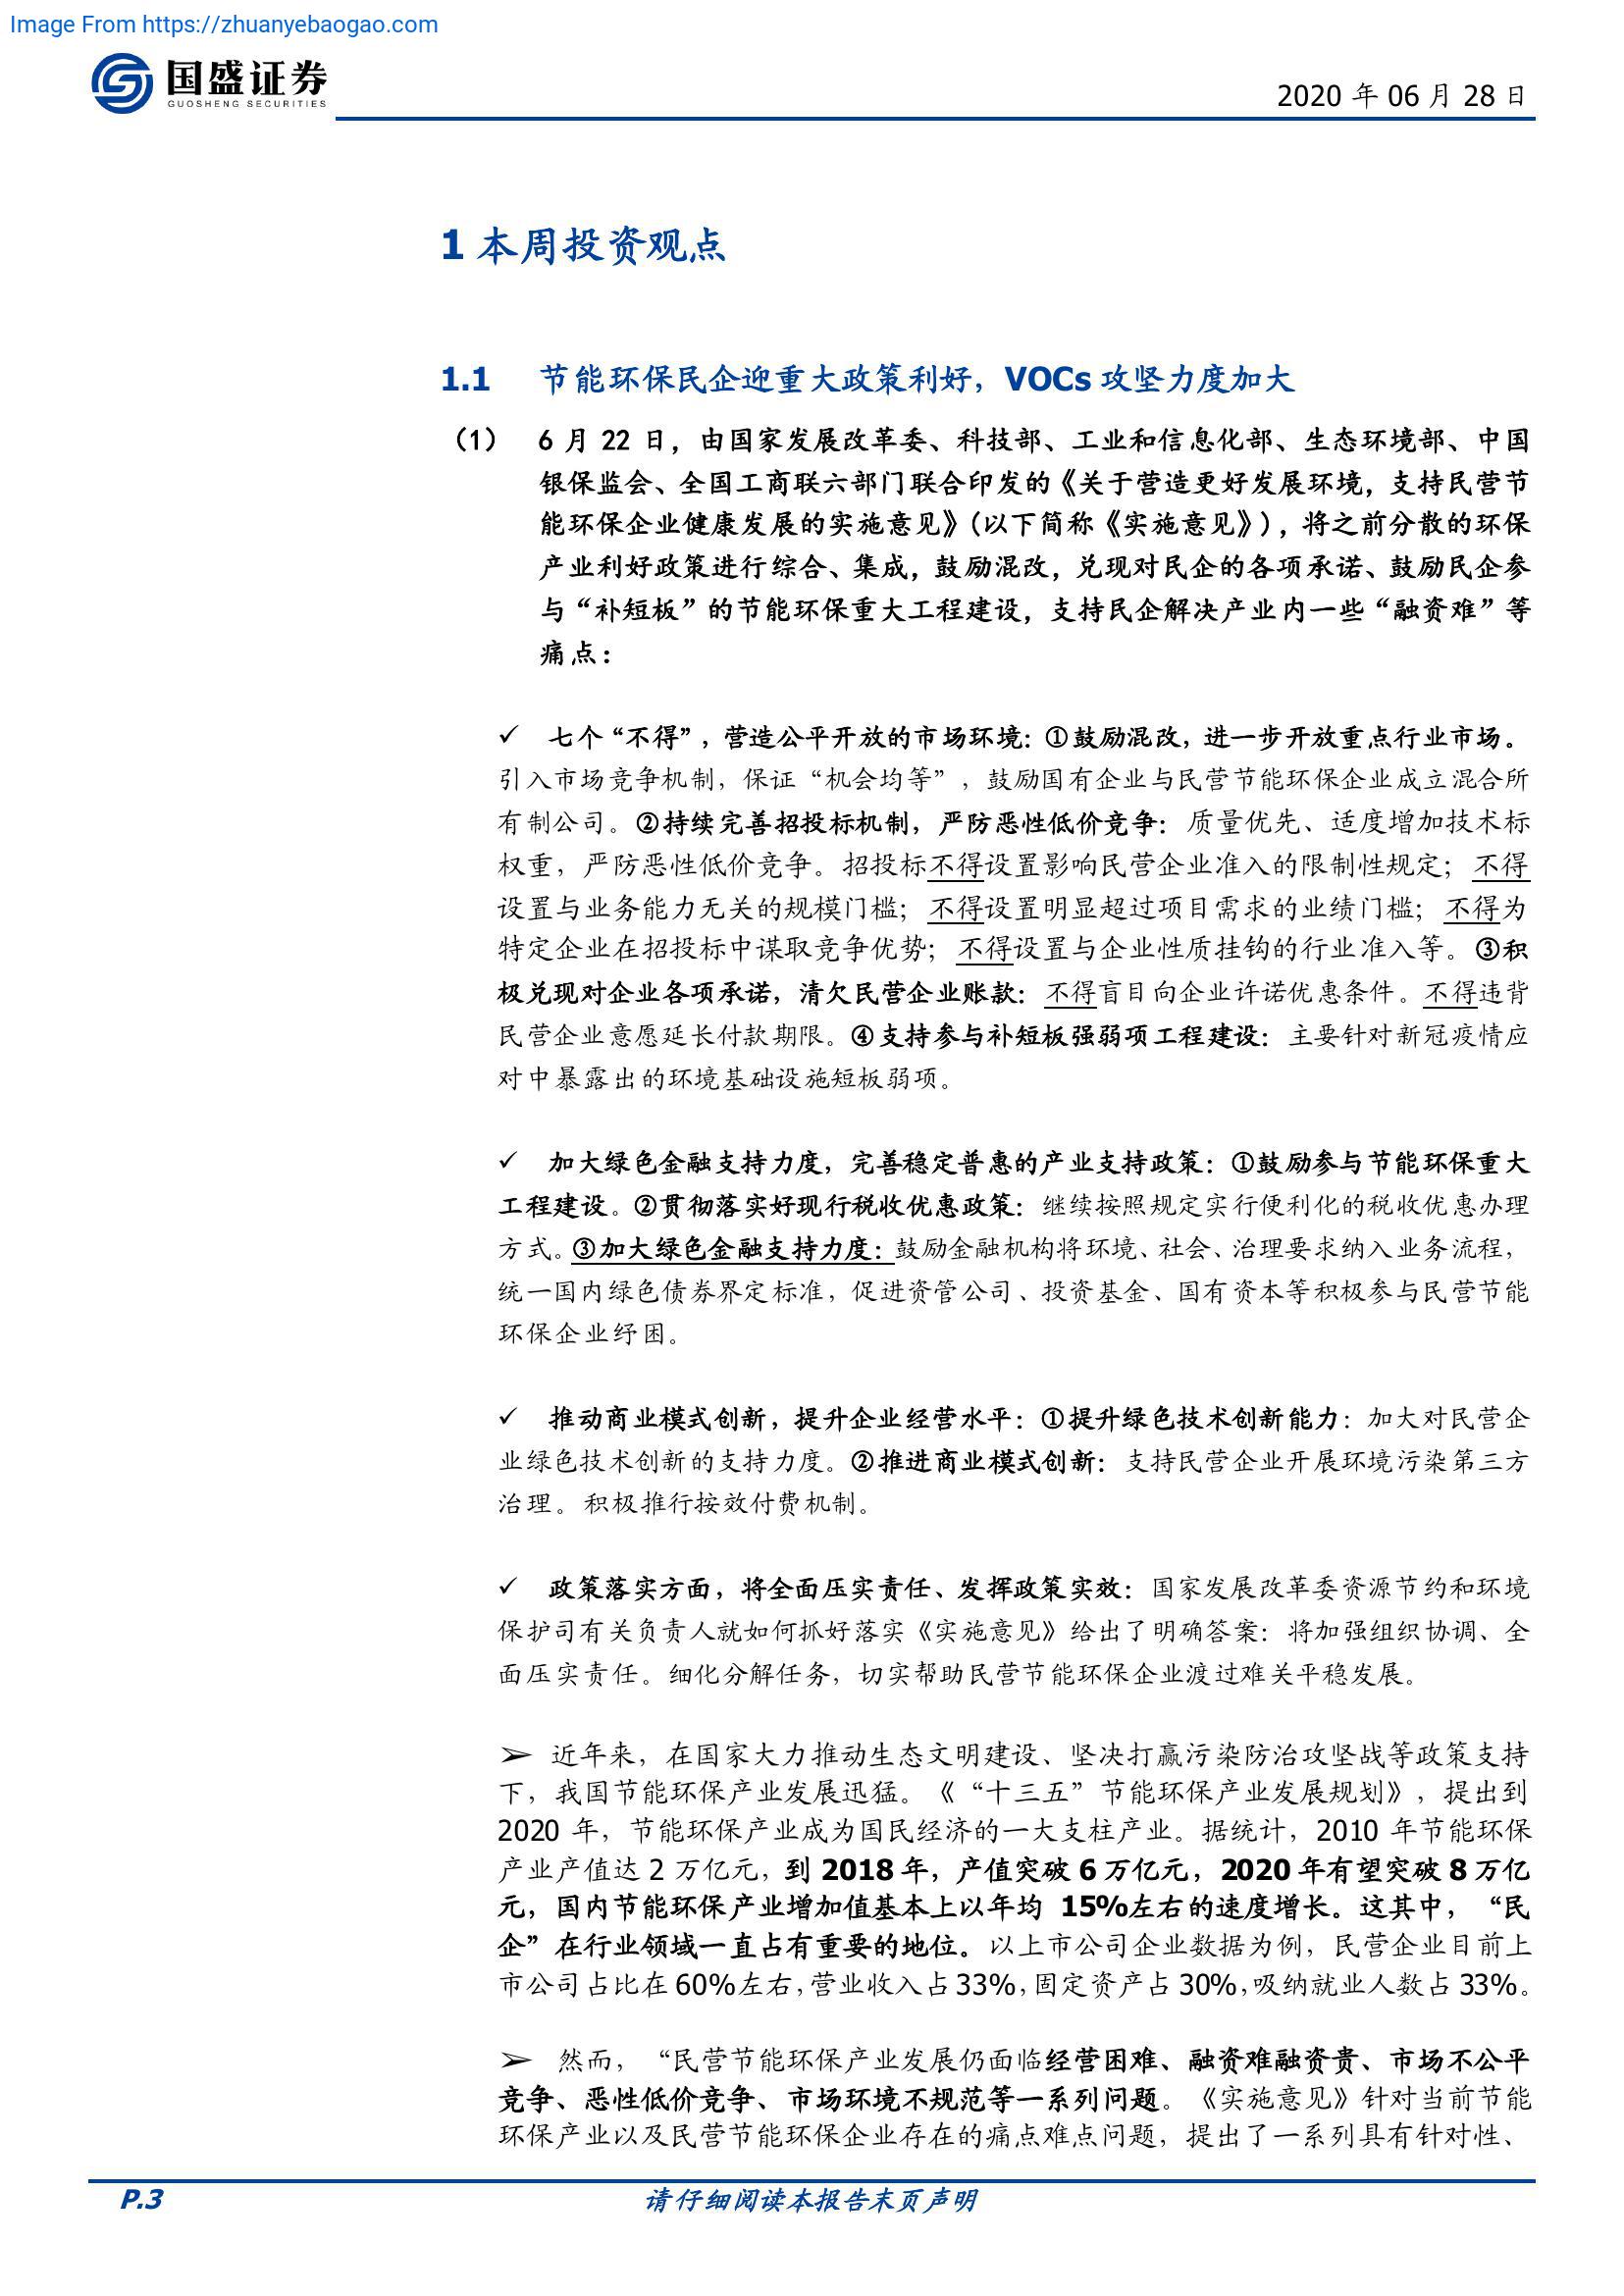 Image From https://zhuanyebaogao.com
国盛证券
GUOSHENG SECURITIES
2020 年 06 月 28 日
1 本周投资观点
1.1 节能环保民企迎重大政策利好，VOCs 攻坚力度加大
（1） 6 月 22 日，由国家发展改革委、科技部、工业和信息化部、生态环境部、中国
银保监会、全国工商联六部门联合印发的《关于营造更好发展环境，支持民营节
能环保企业健康发展的实施意见》（以下简称《实施意见》），将之前分散的环保
产业利好政策进行综合、集成，鼓励混改，兑现对民企的各项承诺、鼓励民企参
与“补短板”的节能环保重大工程建设，支持民企解决产业内一些“融资难”等
痛点：
✓ 七个“不得”，营造公平开放的市场环境：①鼓励混改，进一步开放重点行业市场。
引入市场竞争机制，保证“机会均等”，鼓励国有企业与民营节能环保企业成立混合所
有制公司。②持续完善招投标机制，严防恶性低价竞争：质量优先、适度增加技术标
权重，严防恶性低价竞争。招投标不得设置影响民营企业准入的限制性规定；不得
设置与业务能力无关的规模门槛；不得设置明显超过项目需求的业绩门槛；不得为
特定企业在招投标中谋取竞争优势；不得设置与企业性质挂钩的行业准入等。③积
极兑现对企业各项承诺，清欠民营企业账款：不得盲目向企业许诺优惠条件。不得违背
民营企业意愿延长付款期限。④支持参与补短板强弱项工程建设：主要针对新冠疫情应
对中暴露出的环境基础设施短板弱项。
✓ 加大绿色金融支持力度，完善稳定普惠的产业支持政策：①鼓励参与节能环保重大
工程建设。②贯彻落实好现行税收优惠政策：继续按照规定实行便利化的税收优惠办理
方式。③加大绿色金融支持力度：鼓励金融机构将环境、社会、治理要求纳入业务流程，
统一国内绿色债券界定标准，促进资管公司、投资基金、国有资本等积极参与民营节能
环保企业纾困。
✓ 推动商业模式创新，提升企业经营水平：①提升绿色技术创新能力：加大对民营企
业绿色技术创新的支持力度。②推进商业模式创新：支持民营企业开展环境污染第三方
治理。积极推行按效付费机制。
✓ 政策落实方面，将全面压实责任、发挥政策实效：国家发展改革委资源节约和环境
保护司有关负责人就如何抓好落实《实施意见》给出了明确答案：将加强组织协调、全
面压实责任。细化分解任务，切实帮助民营节能环保企业渡过难关平稳发展。
➢ 近年来，在国家大力推动生态文明建设、坚决打赢污染防治攻坚战等政策支持
下，我国节能环保产业发展迅猛。《“十三五”节能环保产业发展规划》，提出到
2020 年，节能环保产业成为国民经济的一大支柱产业。据统计，2010 年节能环保
产业产值达 2 万亿元，到 2018 年，产值突破 6 万亿元，2020 年有望突破 8 万亿
元，国内节能环保产业增加值基本上以年均 15%左右的速度增长。这其中，“民
企”在行业领域一直占有重要的地位。以上市公司企业数据为例，民营企业目前上
市公司占比在 60%左右，营业收入占 33%，固定资产占 30%，吸纳就业人数占 33%。
➢ 然而，“民营节能环保产业发展仍面临经营困难、融资难融资贵、市场不公平
竞争、恶性低价竞争、市场环境不规范等一系列问题。《实施意见》针对当前节能
环保产业以及民营节能环保企业存在的痛点难点问题，提出了一系列具有针对性、
P.3 请仔细阅读本报告末页声明